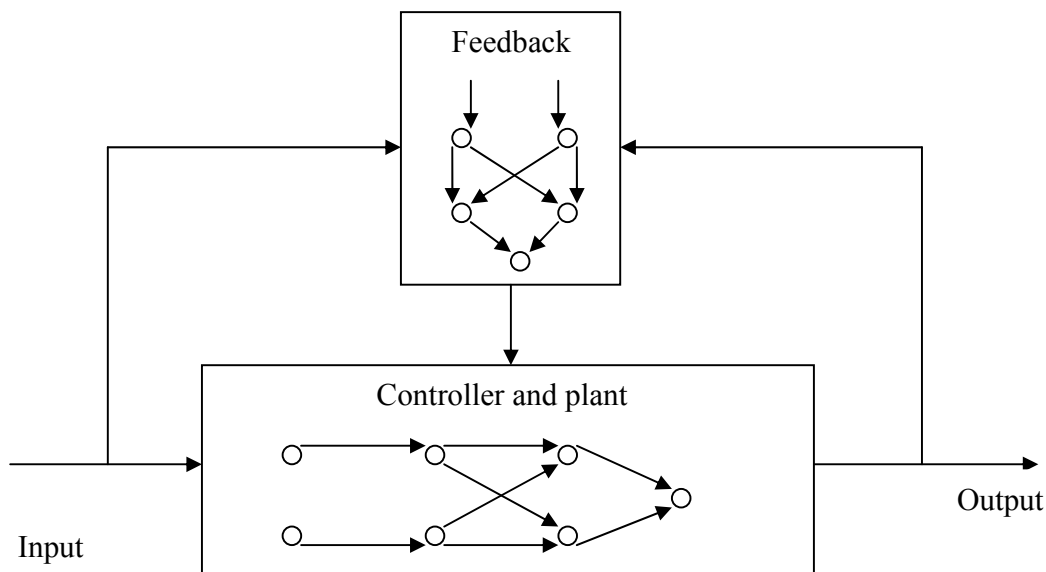 Feedback
Controller and plant
Output
Input